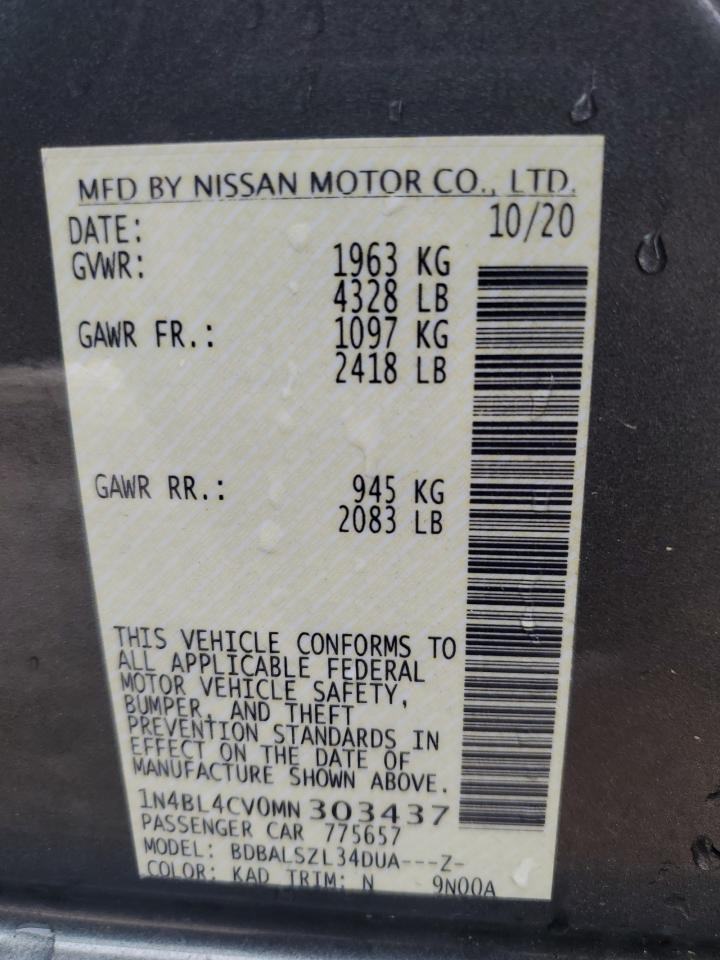 MFD BY NISSAN MOTOR CO., LTD.
DATE: 10/20
GVWR: 1963 KG
4328 LB
GAWR FR.: 1097 KG
2418 LB
GAWR RR.: 945 KG
2083 LB
THIS VEHICLE CONFORMS TO
ALL APPLICABLE FEDERAL
MOTOR VEHICLE SAFETY,
BUMPER, AND THEFT
PREVENTION STANDARDS IN
EFFECT ON THE DATE OF
MANUFACTURE SHOWN ABOVE.
1N4BL4CV0MN 303437
PASSENGER CAR 775657
MODEL: BDBALSZL34DUA---Z-
COLOR: KAD TRIM: N 9N00A